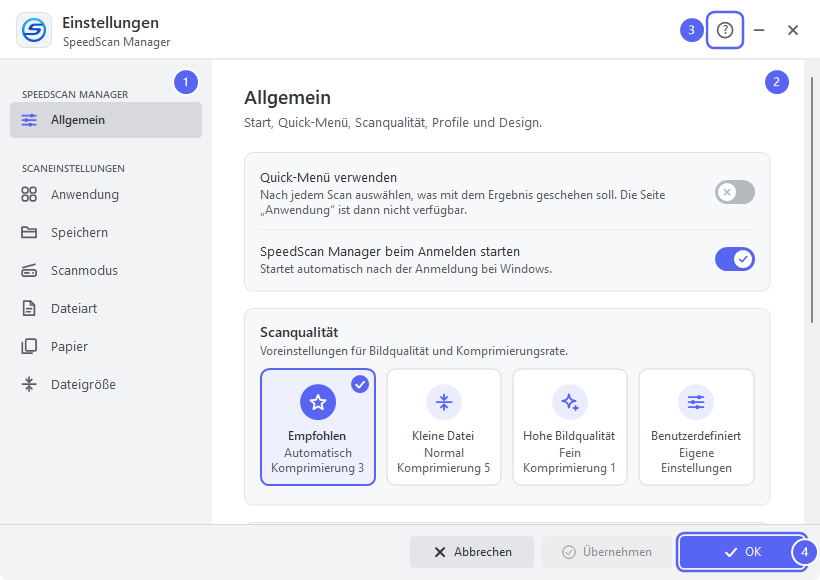 Einstellungen
SpeedScan Manager
3
SPEEDSCAN MANAGER
1
Allgemein
SCANEINSTELLUNGEN
Anwendung
Speichern
Scanmodus
Dateiart
Papier
Dateigröße
2
Allgemein
Start, Quick-Menü, Scanqualität, Profile und Design.
Quick-Menü verwenden
Nach jedem Scan auswählen, was mit dem Ergebnis geschehen soll. Die Seite
„Anwendung“ ist dann nicht verfügbar.
SpeedScan Manager beim Anmelden starten
Startet automatisch nach der Anmeldung bei Windows.
Scanqualität
Voreinstellungen für Bildqualität und Komprimierungsrate.
Empfohlen
Automatisch
Komprimierung 3
Kleine Datei
Normal
Komprimierung 5
Hohe Bildqualität
Fein
Komprimierung 1
Benutzerdefiniert
Eigene
Einstellungen
Abbrechen
Übernehmen
OK
4